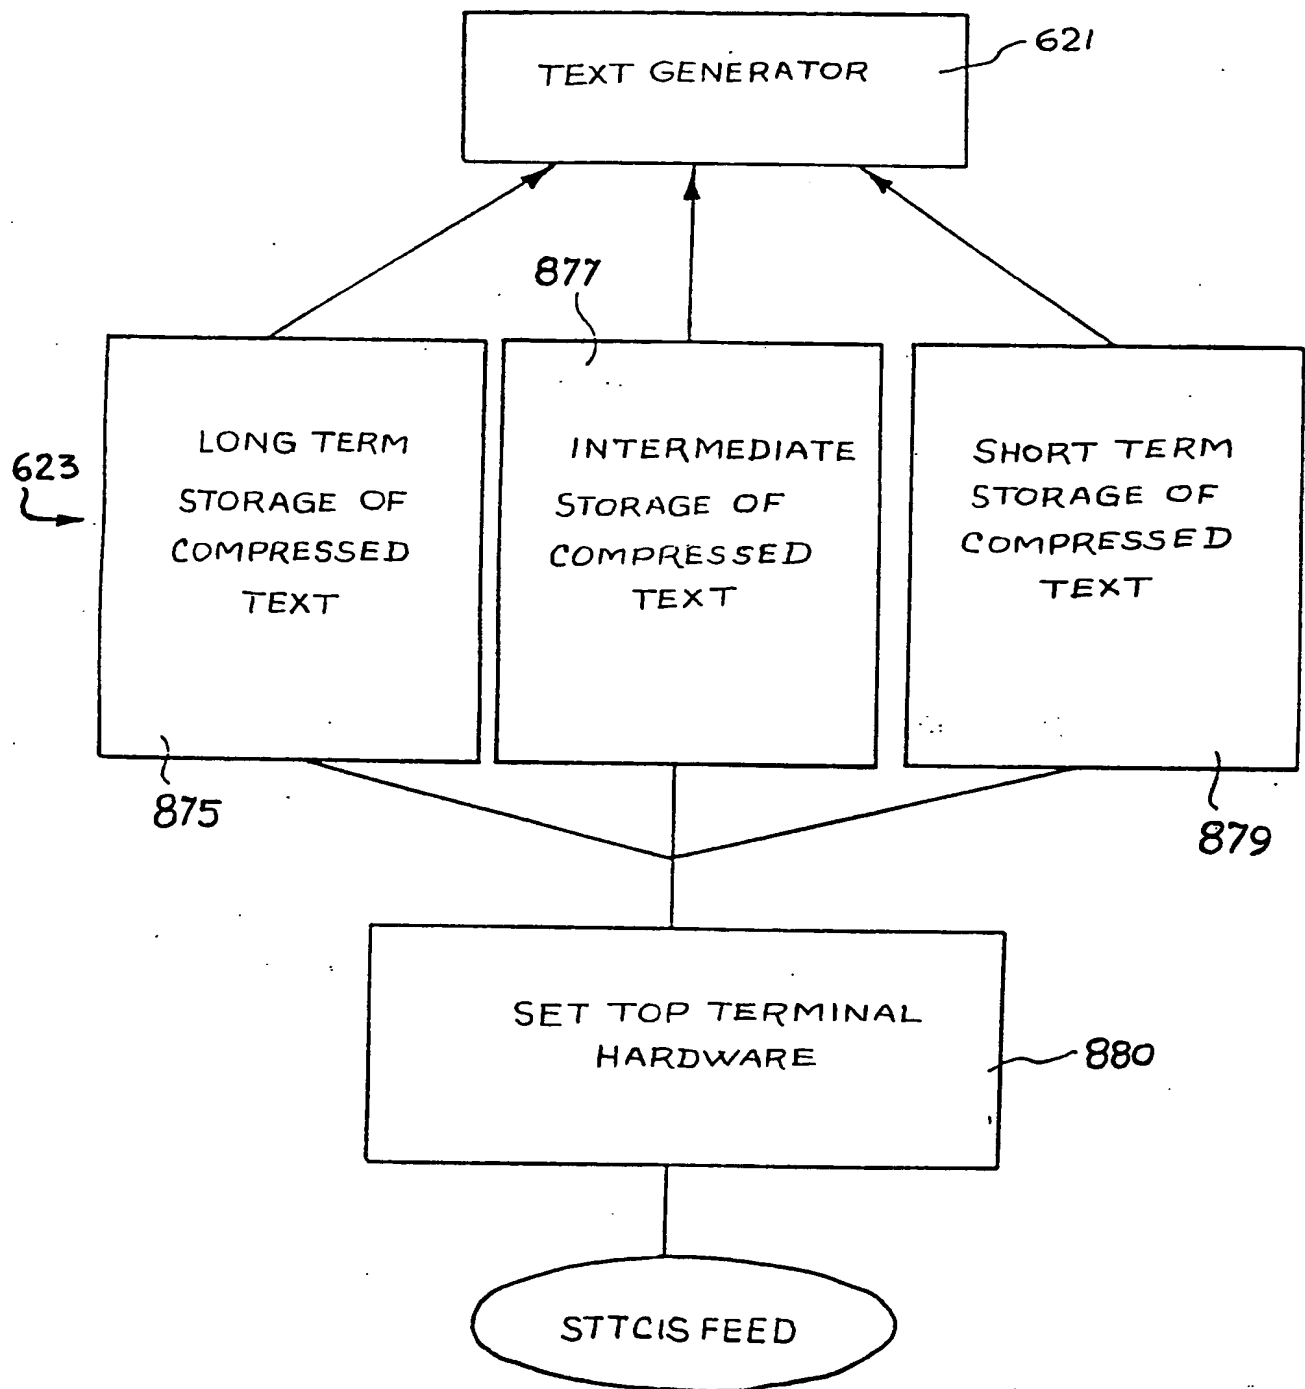 TEXT GENERATOR
621
877
623
LONG TERM
STORAGE OF
COMPRESSED
TEXT
INTERMEDIATE
STORAGE OF
COMPRESSED
TEXT
SHORT TERM
STORAGE OF
COMPRESSED
TEXT
875
879
SET TOP TERMINAL
HARDWARE
880
STTCIS FEED